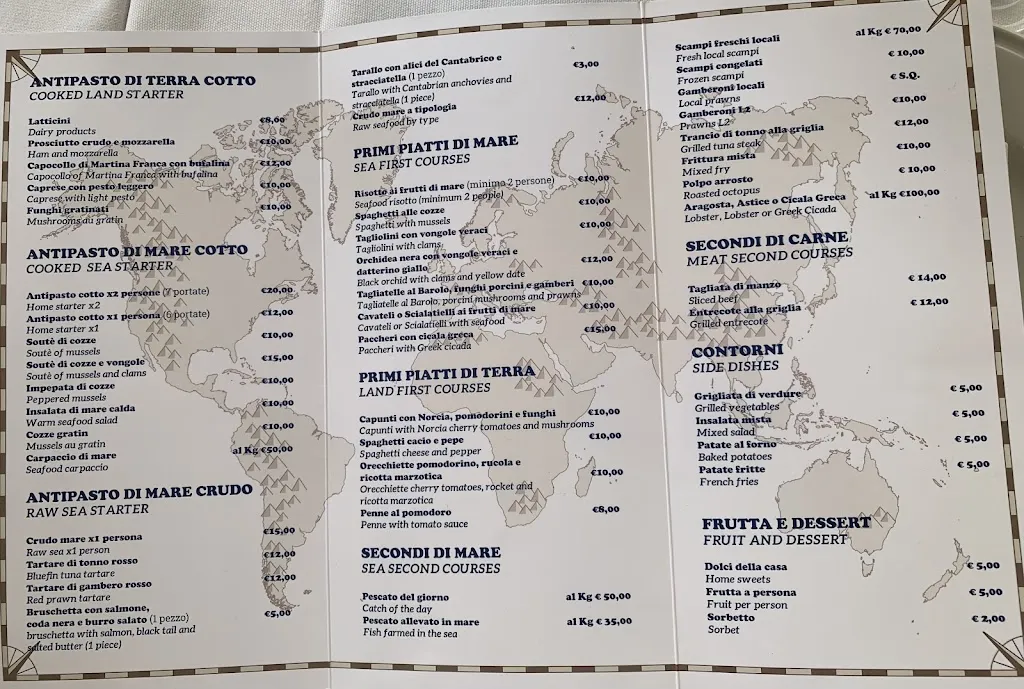 ANTIPASTO DI TERRA COTTO
COOKED LAND STARTER
Latticini €8,00
Dairy products
Prosciutto crudo e mozzarella €10,00
Ham and mozzarella
Capocollo di Martina Franca con bufalina €12,00
Capocollo of Martina Franca with bufalina
Caprese con pesto leggero €10,00
Caprese with light pesto
Funghi gratinati €10,00
Mushrooms au gratin
ANTIPASTO DI MARE COTTO
COOKED SEA STARTER
Antipasto cotto x2 persone (7 portate) €20,00
Home starter x2
Antipasto cotto x1 persona (6 portate) €12,00
Home starter x1
Soutè di cozze €10,00
Soutè of mussels
Soutè di cozze e vongole €15,00
Soutè of mussels and clams
Impepata di cozze €10,00
Peppered mussels
Insalata di mare calda €10,00
Warm seafood salad
Cozze gratin €10,00
Mussels au gratin
Carpaccio di mare al Kg €50,00
Seafood carpaccio
ANTIPASTO DI MARE CRUDO
RAW SEA STARTER
Crudo mare x1 persona €15,00
Raw sea x1 person
Tartare di tonno rosso €12,00
Bluefin tuna tartare
Tartare di gambero rosso €12,00
Red prawn tartare
Bruschetta con salmone,
coda nera e burro salato (1 pezzo) €5,00
bruschetta with salmon, black tail and
salted butter (1 piece)
Tarallo con alici del Cantabrico e
stracciatella (1 pezzo) €3,00
Tarallo with Cantabrian anchovies and
stracciatella (1 piece)
Crudo mare a tipologia €12,00
Raw seafood by type
PRIMI PIATTI DI MARE
SEA FIRST COURSES
Risotto ai frutti di mare (minimo 2 persone) €10,00
Seafood risotto (minimum 2 people)
Spaghetti alle cozze €10,00
Spaghetti with mussels
Tagliolini con vongole veraci €10,00
Tagliolini with clams
Orchidea nera con vongole veraci e
datterino giallo €12,00
Black orchid with clams and yellow date
Tagliatelle al Barolo, funghi porcini e gamberi €10,00
Tagliatelle al Barolo, porcini mushrooms and prawns
Cavateli o Scialatielli ai frutti di mare €10,00
Cavateli or Scialatielli with seafood
Paccheri con cicala greca €15,00
Paccheri with Greek cicada
PRIMI PIATTI DI TERRA
LAND FIRST COURSES
Capunti con Norcia, pomodorini e funghi €10,00
Capunti with Norcia cherry tomatoes and mushrooms
Spaghetti cacio e pepe €10,00
Spaghetti cheese and pepper
Orecchiette pomodorino, rucola e
ricotta marzotica €10,00
Orecchiette cherry tomatoes, rocket and
ricotta marzotica
Penne al pomodoro €8,00
Penne with tomato sauce
SECONDI DI MARE
SEA SECOND COURSES
Pescato del giorno al Kg € 50,00
Catch of the day
Pescato allevato in mare al Kg € 35,00
Fish farmed in the sea
Scampi freschi locali al Kg € 70,00
Fresh local scampi
Scampi congelati € 10,00
Frozen scampi
Gamberoni locali € S.Q.
Local prawns
Gamberoni L2 €10,00
Prawns L2
Trancio di tonno alla griglia €12,00
Grilled tuna steak
Frittura mista €10,00
Mixed fry
Polpo arrosto € 10,00
Roasted octopus
Aragosta, Astice o Cicala Greca al Kg €100,00
Lobster, Lobster or Greek Cicada
SECONDI DI CARNE
MEAT SECOND COURSES
Tagliata di manzo € 14,00
Sliced beef
Entrecote alla griglia € 12,00
Grilled entrecote
CONTORNI
SIDE DISHES
Grigliata di verdure € 5,00
Grilled vegetables
Insalata mista € 5,00
Mixed salad
Patate al forno € 5,00
Baked potatoes
Patate fritte € 5,00
French fries
FRUTTA E DESSERT
FRUIT AND DESSERT
Dolci della casa € 5,00
Home sweets
Frutta a persona € 5,00
Fruit per person
Sorbetto € 2,00
Sorbet